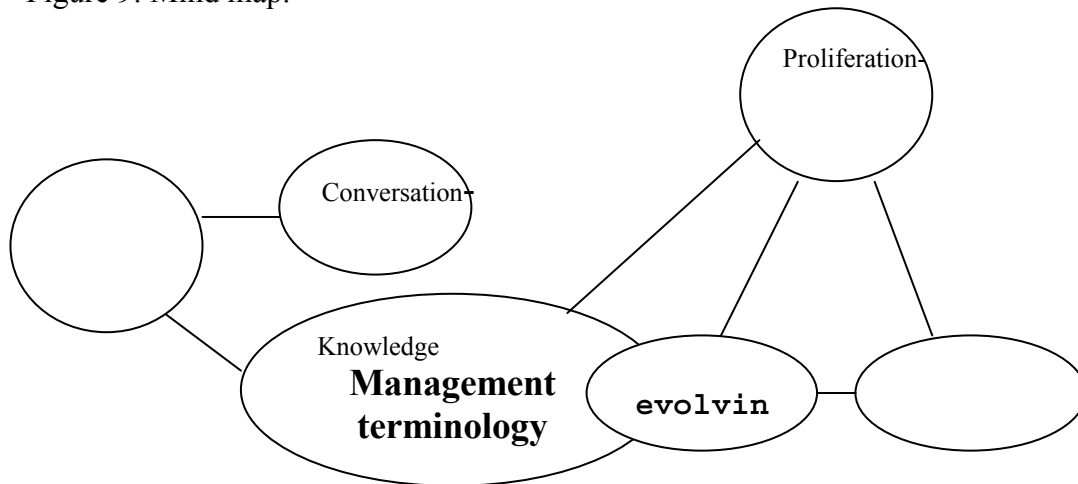 Figure 9: Mind map.
Proliferation-
Conversation-
Knowledge
Management
terminology
evolvin